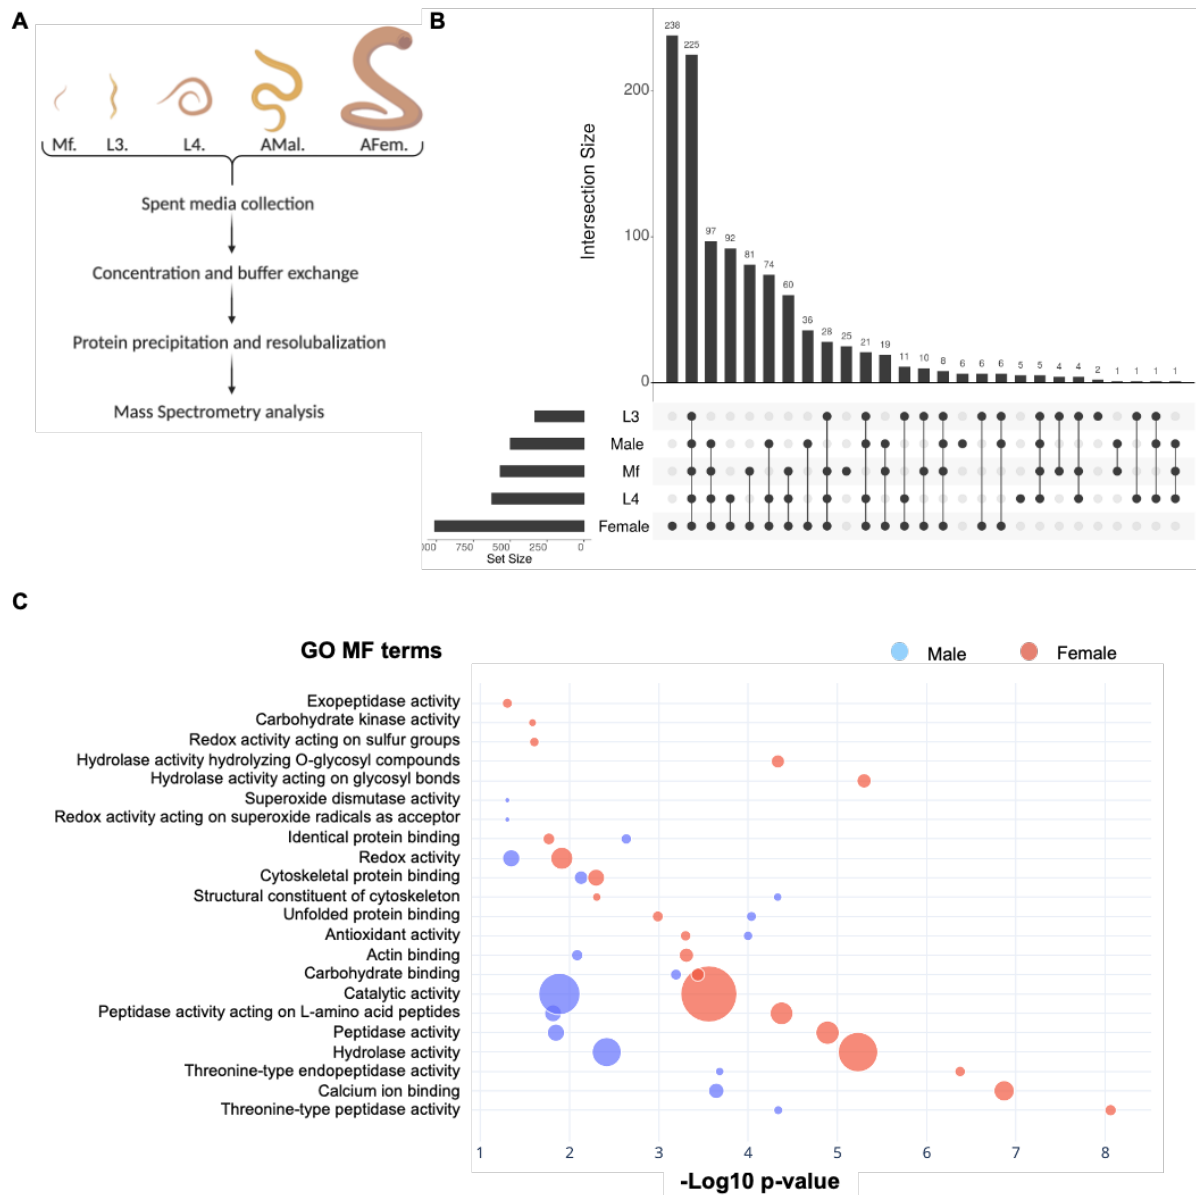 A
B
Mf.
L3.
L4.
AMal.
AFem.
Spent media collection
Concentration and buffer exchange
Protein precipitation and resolubalization
Mass Spectrometry analysis
Intersection Size
200
100
0
238
225
97
92
81
74
60
36
28
25
21
19
11
10
8
6
6
6
5
5
4
4
2
1
1
1
1
L3
Male
Mf
L4
Female
000
750
500
250
0
Set Size
C
GO MF terms
Male
Female
Exopeptidase activity
Carbohydrate kinase activity
Redox activity acting on sulfur groups
Hydrolase activity hydrolyzing O-glycosyl compounds
Hydrolase activity acting on glycosyl bonds
Superoxide dismutase activity
Redox activity acting on superoxide radicals as acceptor
Identical protein binding
Redox activity
Cytoskeletal protein binding
Structural constituent of cytoskeleton
Unfolded protein binding
Antioxidant activity
Actin binding
Carbohydrate binding
Catalytic activity
Peptidase activity acting on L-amino acid peptides
Peptidase activity
Hydrolase activity
Threonine-type endopeptidase activity
Calcium ion binding
Threonine-type peptidase activity
1
2
3
4
5
6
7
8
-Log10 p-value